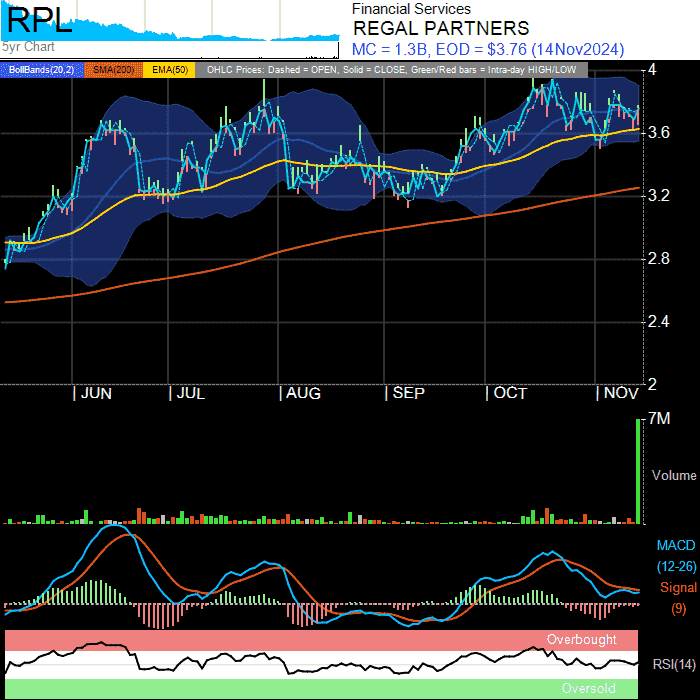 RPL
5yr Chart
Financial Services
REGAL PARTNERS
MC = 1.3B, EOD = $3.76 (14Nov2024)
BollBands(20,2) SMA(200) EMA(50) OHLC Prices: Dashed = OPEN, Solid = CLOSE, Green/Red bars = Intra-day HIGH/LOW
4
3.6
3.2
2.8
2.4
2
JUN JUL AUG SEP OCT NOV
7M
Volume
MACD
(12-26)
Signal
(9)
Overbought
RSI(14)
Oversold